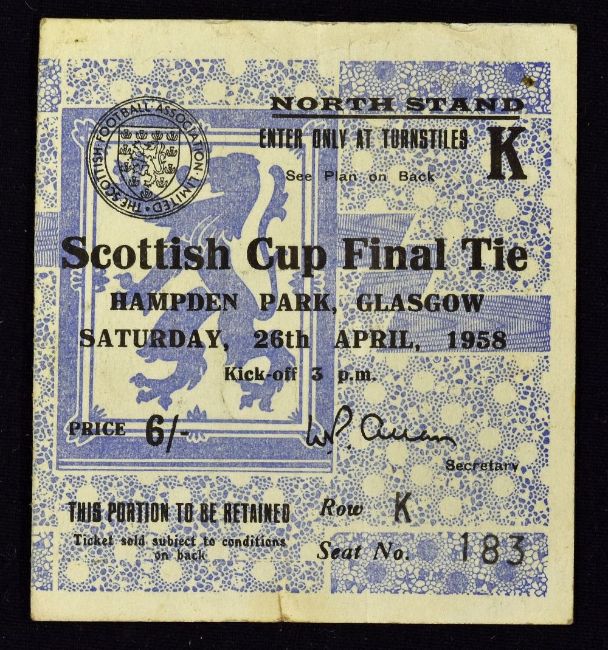 THE SCOTTISH FOOTBALL ASSOCIATION LIMITED
NORTH STAND
ENTER ONLY AT TURNSTILES K
See Plan on Back
Scottish Cup Final Tie
HAMPDEN PARK, GLASGOW
SATURDAY, 26th APRIL, 1958
Kick-off 3 p.m.
PRICE 6/-
Secretary
THIS PORTION TO BE RETAINED
Ticket sold subject to conditions
on back
Row K
Seat No. 183